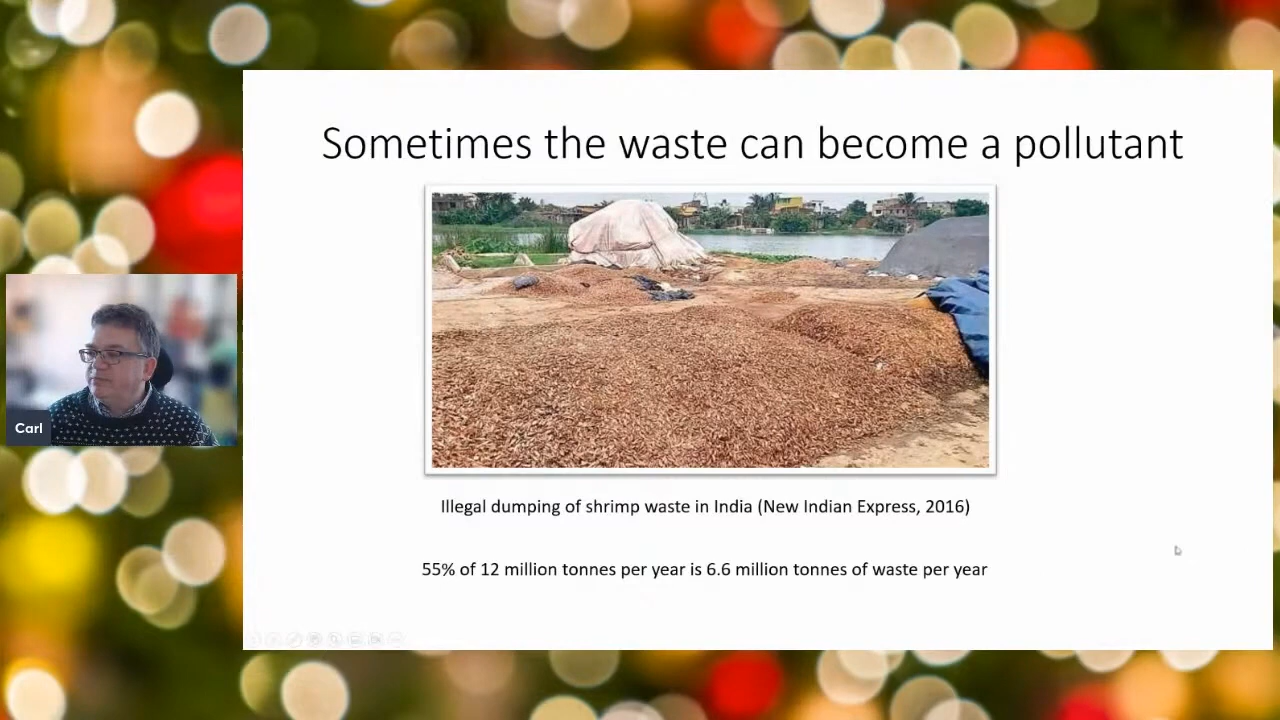 Sometimes the waste can become a pollutant
Carl
Illegal dumping of shrimp waste in India (New Indian Express, 2016)
55% of 12 million tonnes per year is 6.6 million tonnes of waste per year